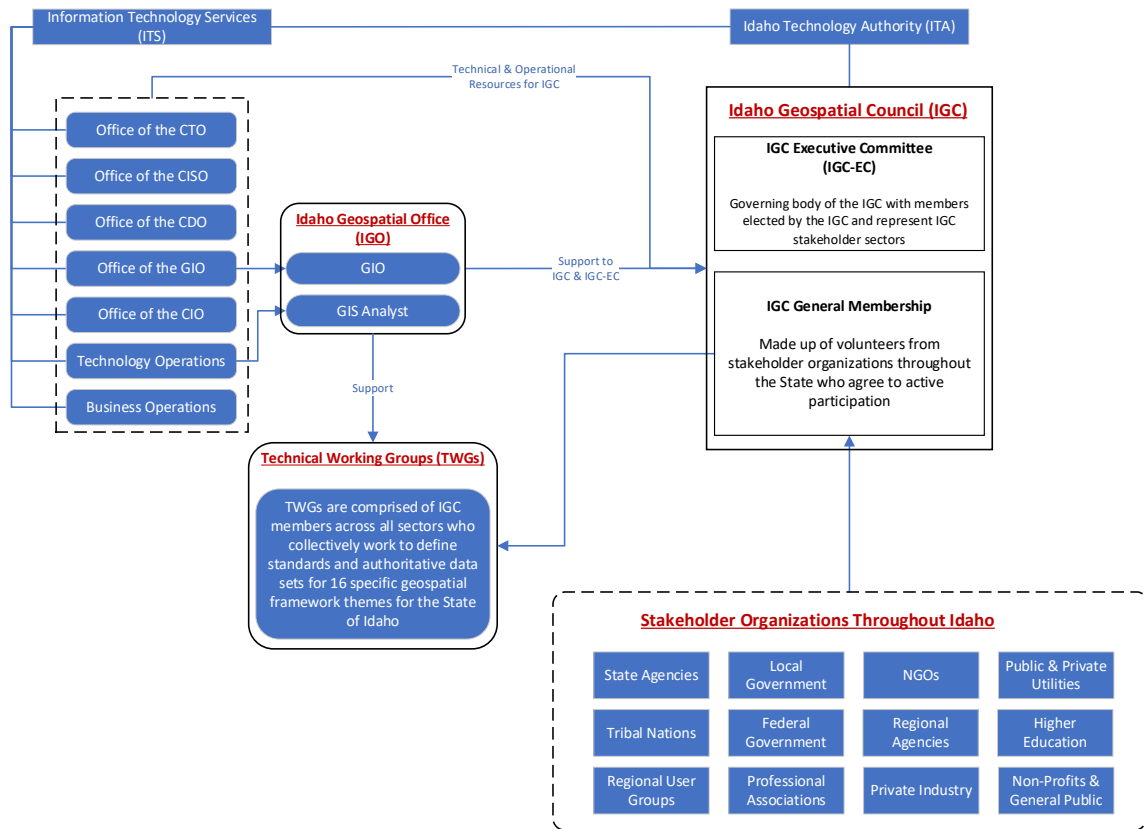 Information Technology Services
(ITS)
Idaho Technology Authority (ITA)
Technical & Operational
Resources for IGC
Office of the CTO
Office of the CISO
Office of the CDO
Office of the GIO
Office of the CIO
Technology Operations
Business Operations
Idaho Geospatial Office
(IGO)
GIO
GIS Analyst
Support to
IGC & IGC-EC
Support
Idaho Geospatial Council (IGC)
IGC Executive Committee
(IGC-EC)
Governing body of the IGC with members
elected by the IGC and represent IGC
stakeholder sectors
IGC General Membership
Made up of volunteers from
stakeholder organizations throughout
the State who agree to active
participation
Technical Working Groups (TWGs)
TWGs are comprised of IGC
members across all sectors who
collectively work to define
standards and authoritative data
sets for 16 specific geospatial
framework themes for the State
of Idaho
Stakeholder Organizations Throughout Idaho
State Agencies
Local
Government
NGOs
Public & Private
Utilities
Tribal Nations
Federal
Government
Regional
Agencies
Higher
Education
Regional User
Groups
Professional
Associations
Private Industry
Non-Profits &
General Public